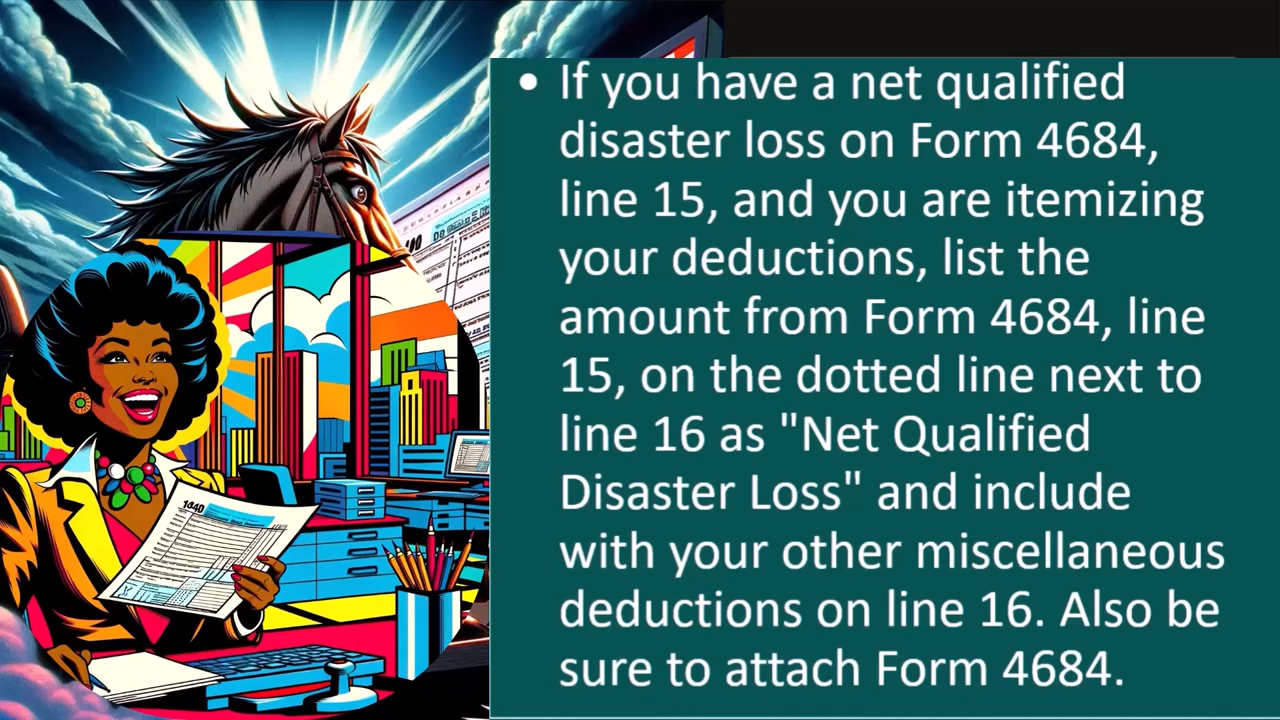 • If you have a net qualified
disaster loss on Form 4684,
line 15, and you are itemizing
your deductions, list the
amount from Form 4684, line
15, on the dotted line next to
line 16 as "Net Qualified
Disaster Loss" and include
with your other miscellaneous
deductions on line 16. Also be
sure to attach Form 4684.
1040